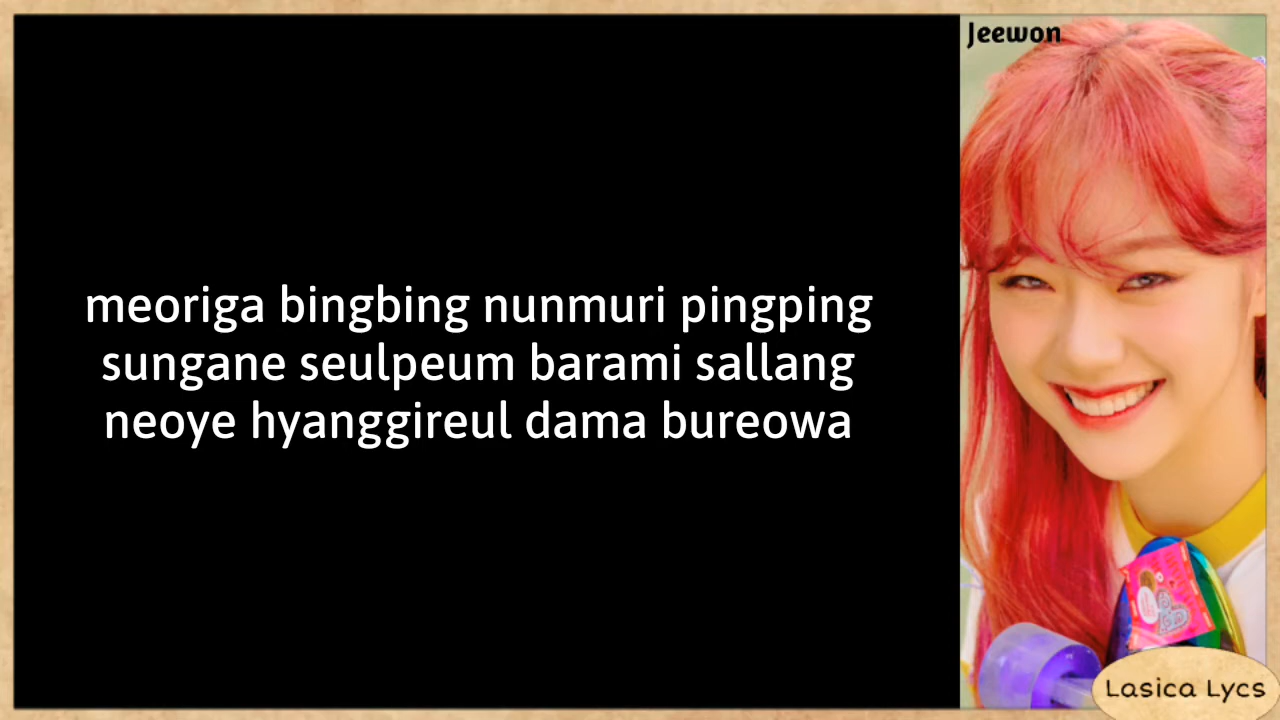 Jeewon
meoriga bingbing nunmuri pingping
sungane seulpeum barami sallang
neoye hyanggireul dama bureowa
Lasica Lycs